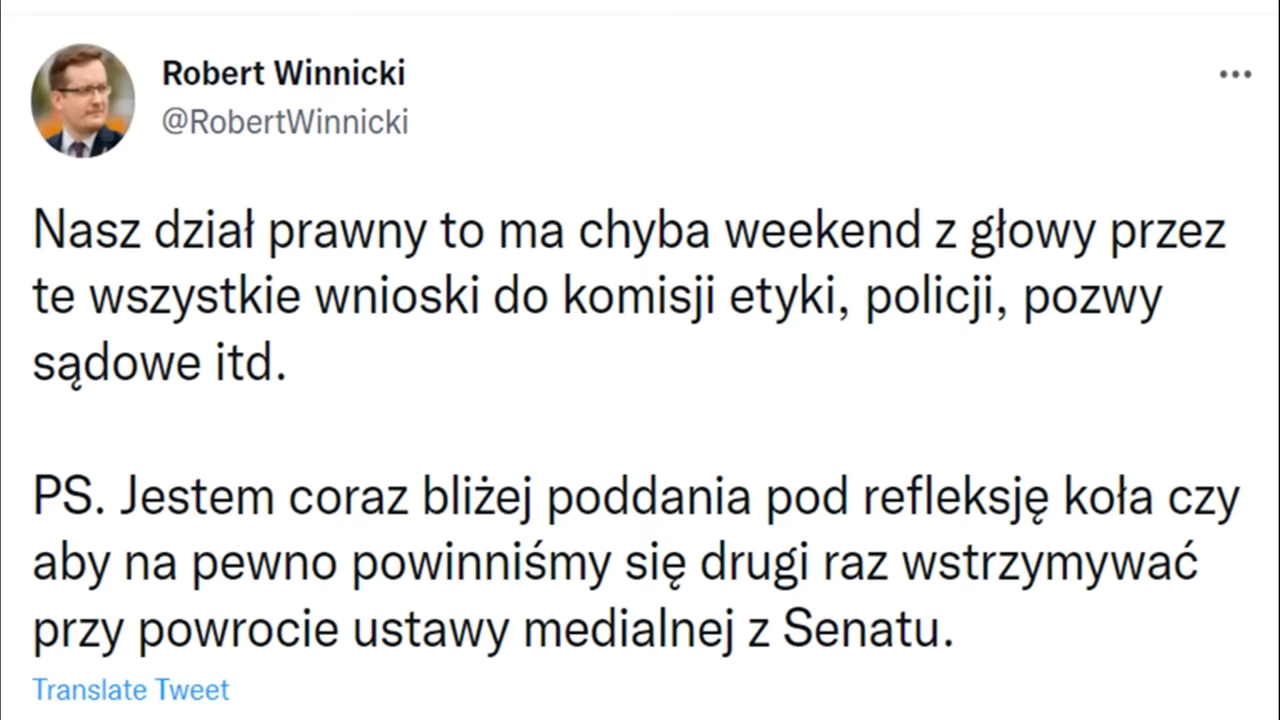 Robert Winnicki
@RobertWinnicki
Nasz dział prawny to ma chyba weekend z głowy przez
te wszystkie wnioski do komisji etyki, policji, pozwy
sądowe itd.
PS. Jestem coraz bliżej poddania pod refleksję koła czy
aby na pewno powinniśmy się drugi raz wstrzymywać
przy powrocie ustawy medialnej z Senatu.
Translate Tweet